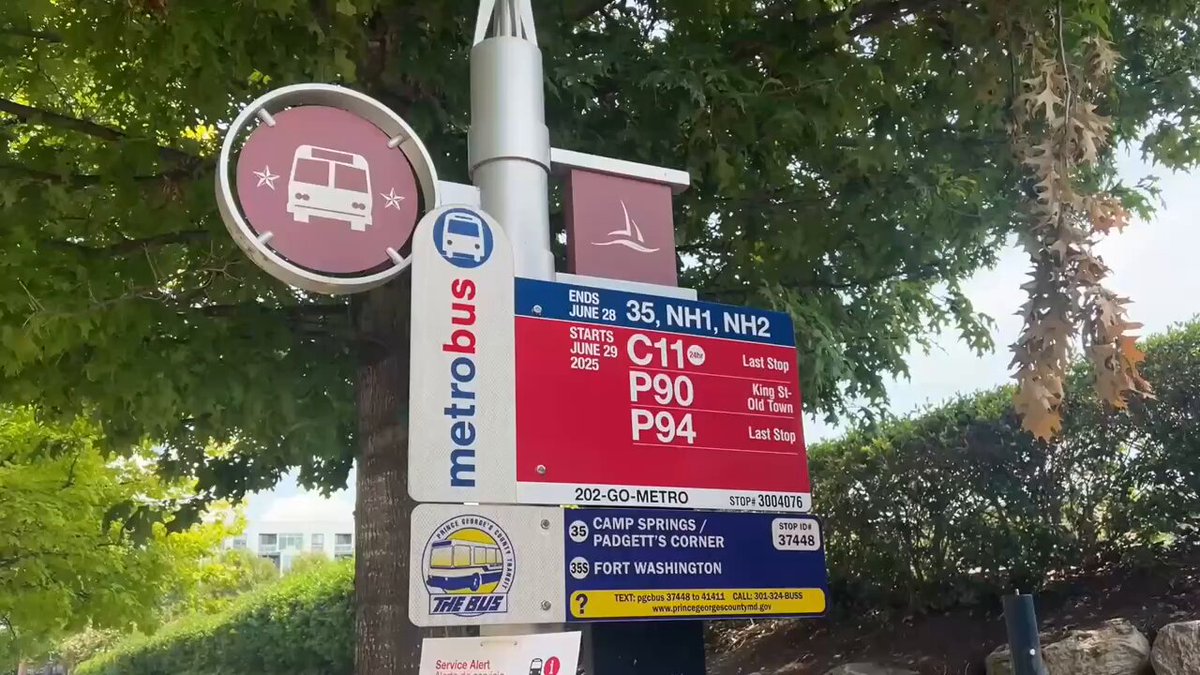 metrobus
ENDS
JUNE 28
35, NH1, NH2
STARTS
JUNE 29
2025
C11 24hr
Last Stop
P90
King St-
Old Town
P94
Last Stop
202-GO-METRO
STOP# 3004076
PRINCE GEORGE'S COUNTY TRANSIT
THE BUS
35 CAMP SPRINGS /
PADGETT'S CORNER
35S FORT WASHINGTON
STOP ID#
37448
? TEXT: pgcbus 37448 to 41411 CALL: 301-324-BUSS
www.princegeorgescountymd.gov
Service Alert
Alerta de servicio